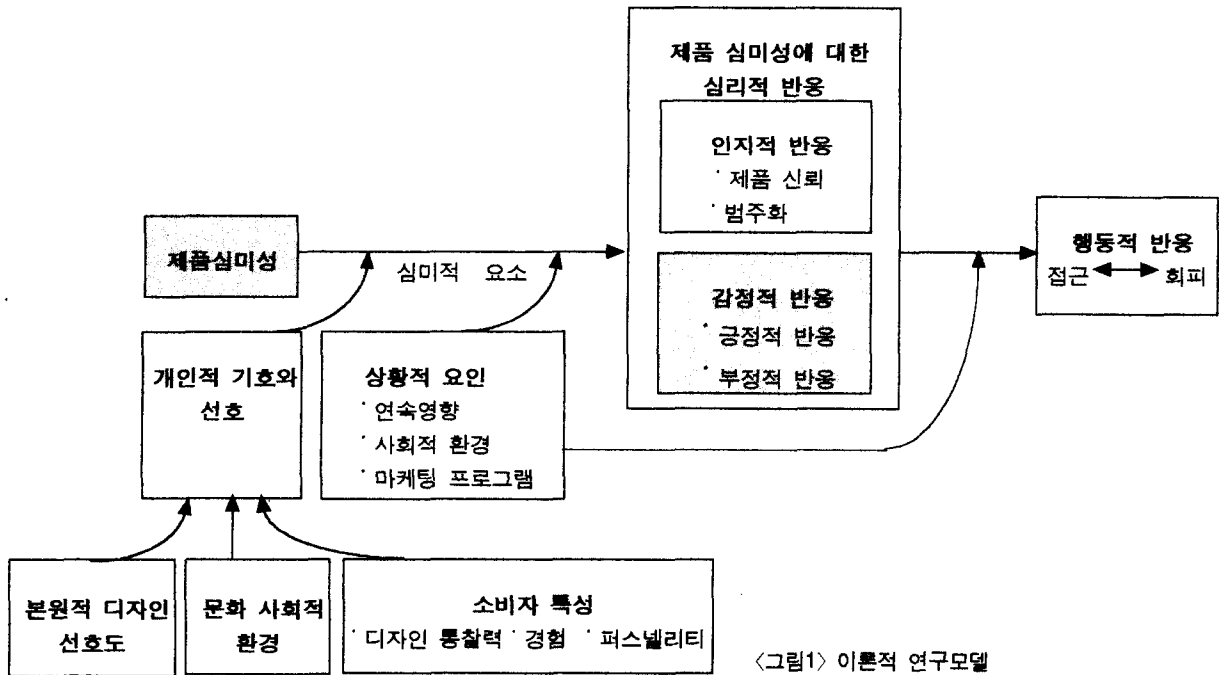 제품 심미성에 대한
심리적 반응
인지적 반응
· 제품 신뢰
· 범주화
제품심미성
심미적 요소
감정적 반응
· 긍정적 반응
· 부정적 반응
행동적 반응
접근 회피
개인적 기호와
선호
상황적 요인
· 연속영향
· 사회적 환경
· 마케팅 프로그램
본원적 디자인
선호도
문화 사회적
환경
소비자 특성
· 디자인 통찰력 · 경험 · 퍼스넬리티
<그림1> 이론적 연구모델